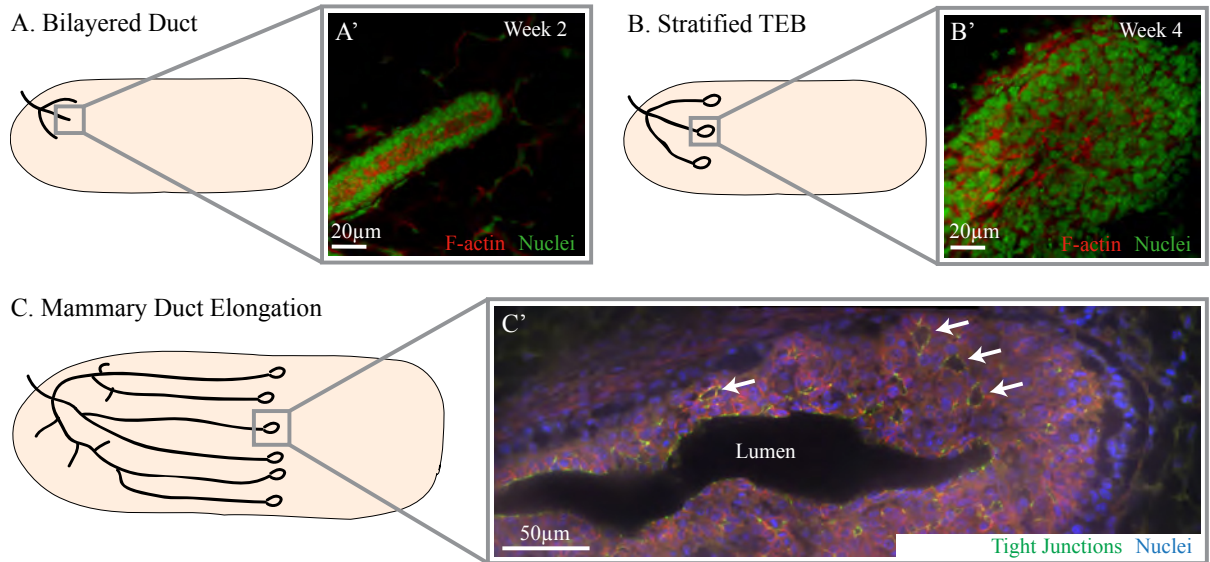 A. Bilayered Duct
A’
Week 2
20µm
F-actin Nuclei
B. Stratified TEB
B’
Week 4
20µm
F-actin Nuclei
C. Mammary Duct Elongation
C’
Lumen
50µm
Tight Junctions Nuclei